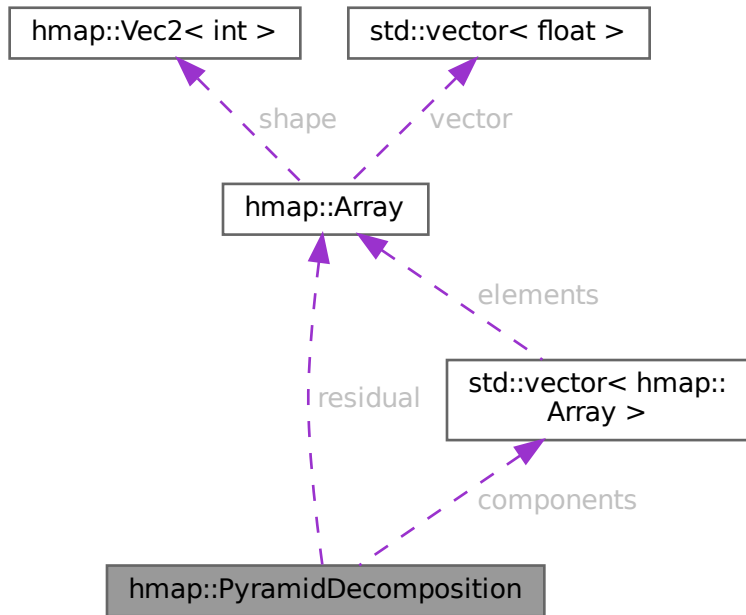 hmap::Vec2< int >
std::vector< float >
shape
vector
hmap::Array
elements
std::vector< hmap::
Array >
residual
components
hmap::PyramidDecomposition